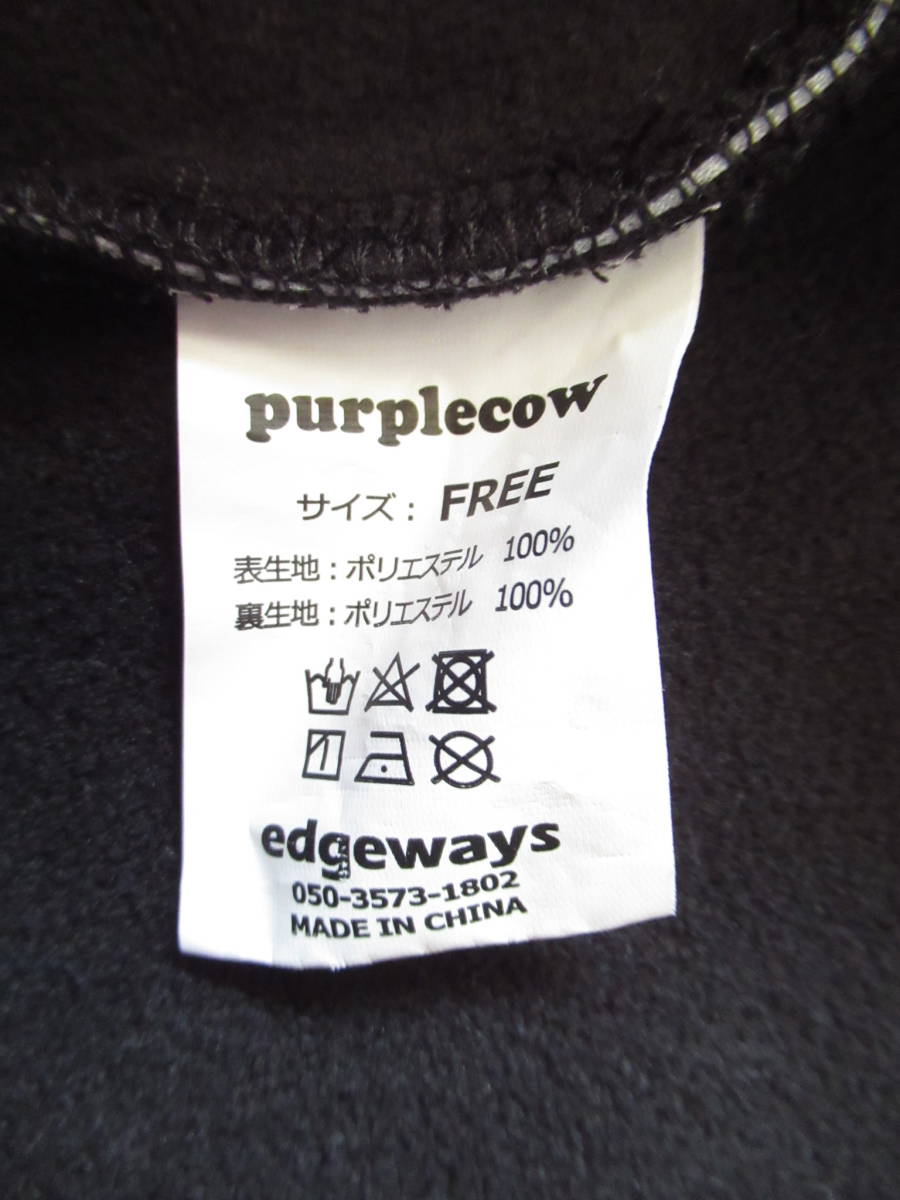 purplecow
サイズ： FREE
表生地：ポリエステル 100%
裏生地：ポリエステル 100%
edgeways
050-3573-1802
MADE IN CHINA